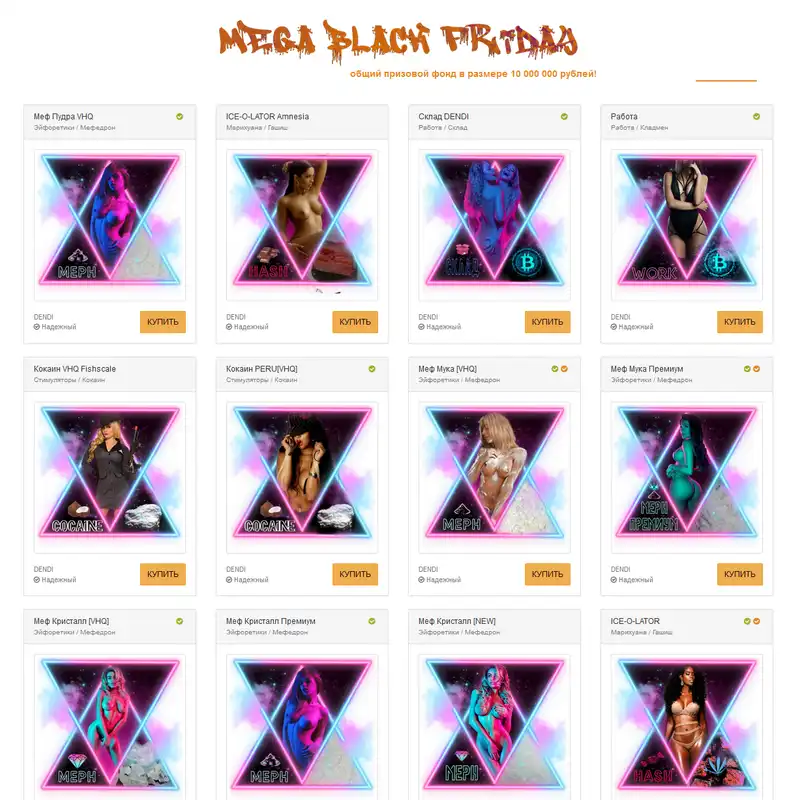 MEGA BLACK FRIDAY
общий призовой фонд в размере 10 000 000 рублей!
Меф Пудра VHQ
Эйфоретики / Мефедрон
MEPH
DENDI
Надежный
КУПИТЬ
ICE-O-LATOR Amnesia
Марихуана / Гашиш
HASH
DENDI
Надежный
КУПИТЬ
Склад DENDI
Работа / Склад
СКЛАД
DENDI
Надежный
КУПИТЬ
Работа
Работа / Кладмен
WORK
DENDI
Надежный
КУПИТЬ
Кокаин VHQ Fishscale
Стимуляторы / Кокаин
COCAINE
DENDI
Надежный
КУПИТЬ
Кокаин PERU[VHQ]
Стимуляторы / Кокаин
COCAINE
DENDI
Надежный
КУПИТЬ
Меф Мука [VHQ]
Эйфоретики / Мефедрон
MEPH
DENDI
Надежный
КУПИТЬ
Меф Мука Премиум
Эйфоретики / Мефедрон
МЕРН
ПРЕМИУМ
DENDI
Надежный
КУПИТЬ
Меф Кристалл [VHQ]
Эйфоретики / Мефедрон
MEPH
Меф Кристалл Премиум
Эйфоретики / Мефедрон
MEPH
Меф Кристалл [NEW]
Эйфоретики / Мефедрон
MEPH
ICE-O-LATOR
Марихуана / Гашиш
HASH